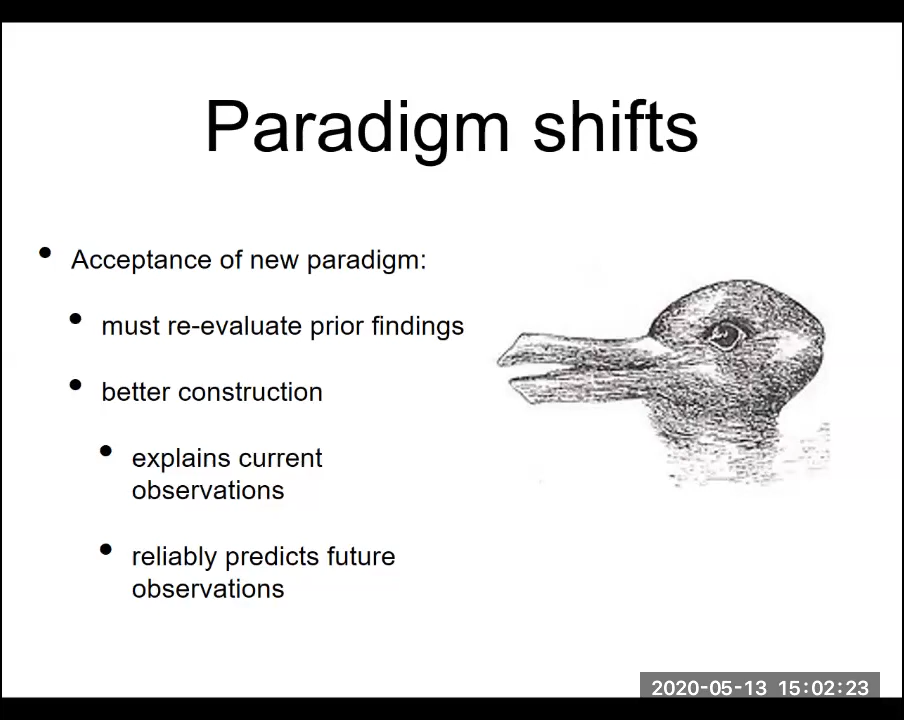 Paradigm shifts
• Acceptance of new paradigm:
• must re-evaluate prior findings
• better construction
• explains current
observations
• reliably predicts future
observations
2020-05-13 15:02:23